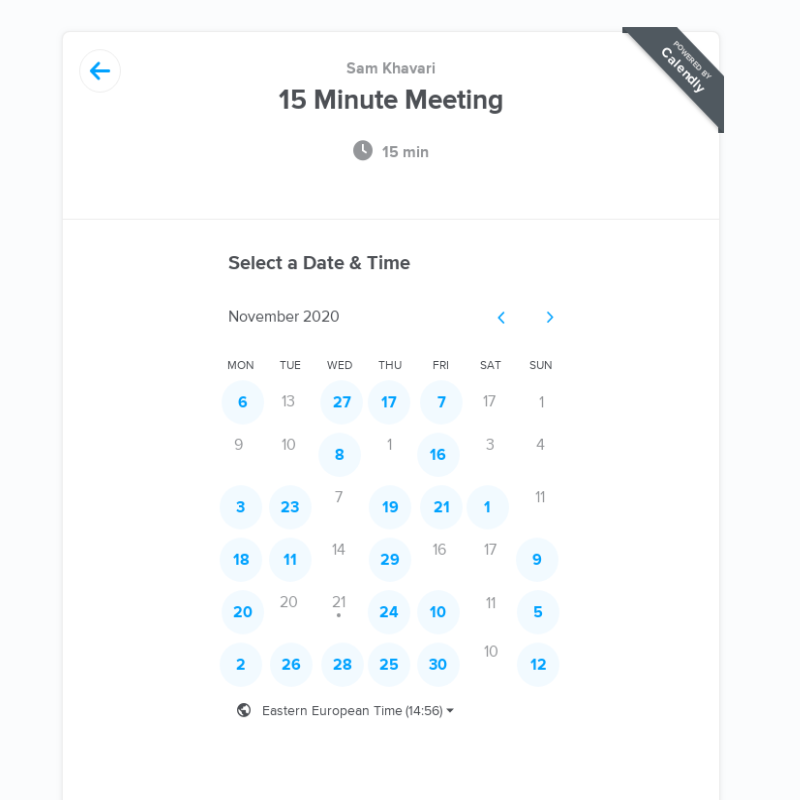 POWERED BY
Calendly
Sam Khavari
15 Minute Meeting
15 min
Select a Date & Time
November 2020
MON TUE WED THU FRI SAT SUN
6 13 27 17 7 17 1
9 10 8 1 16 3 4
3 23 7 19 21 1 11
18 11 14 29 16 17 9
20 20 21 24 10 11 5
2 26 28 25 30 10 12
Eastern European Time (14:56)